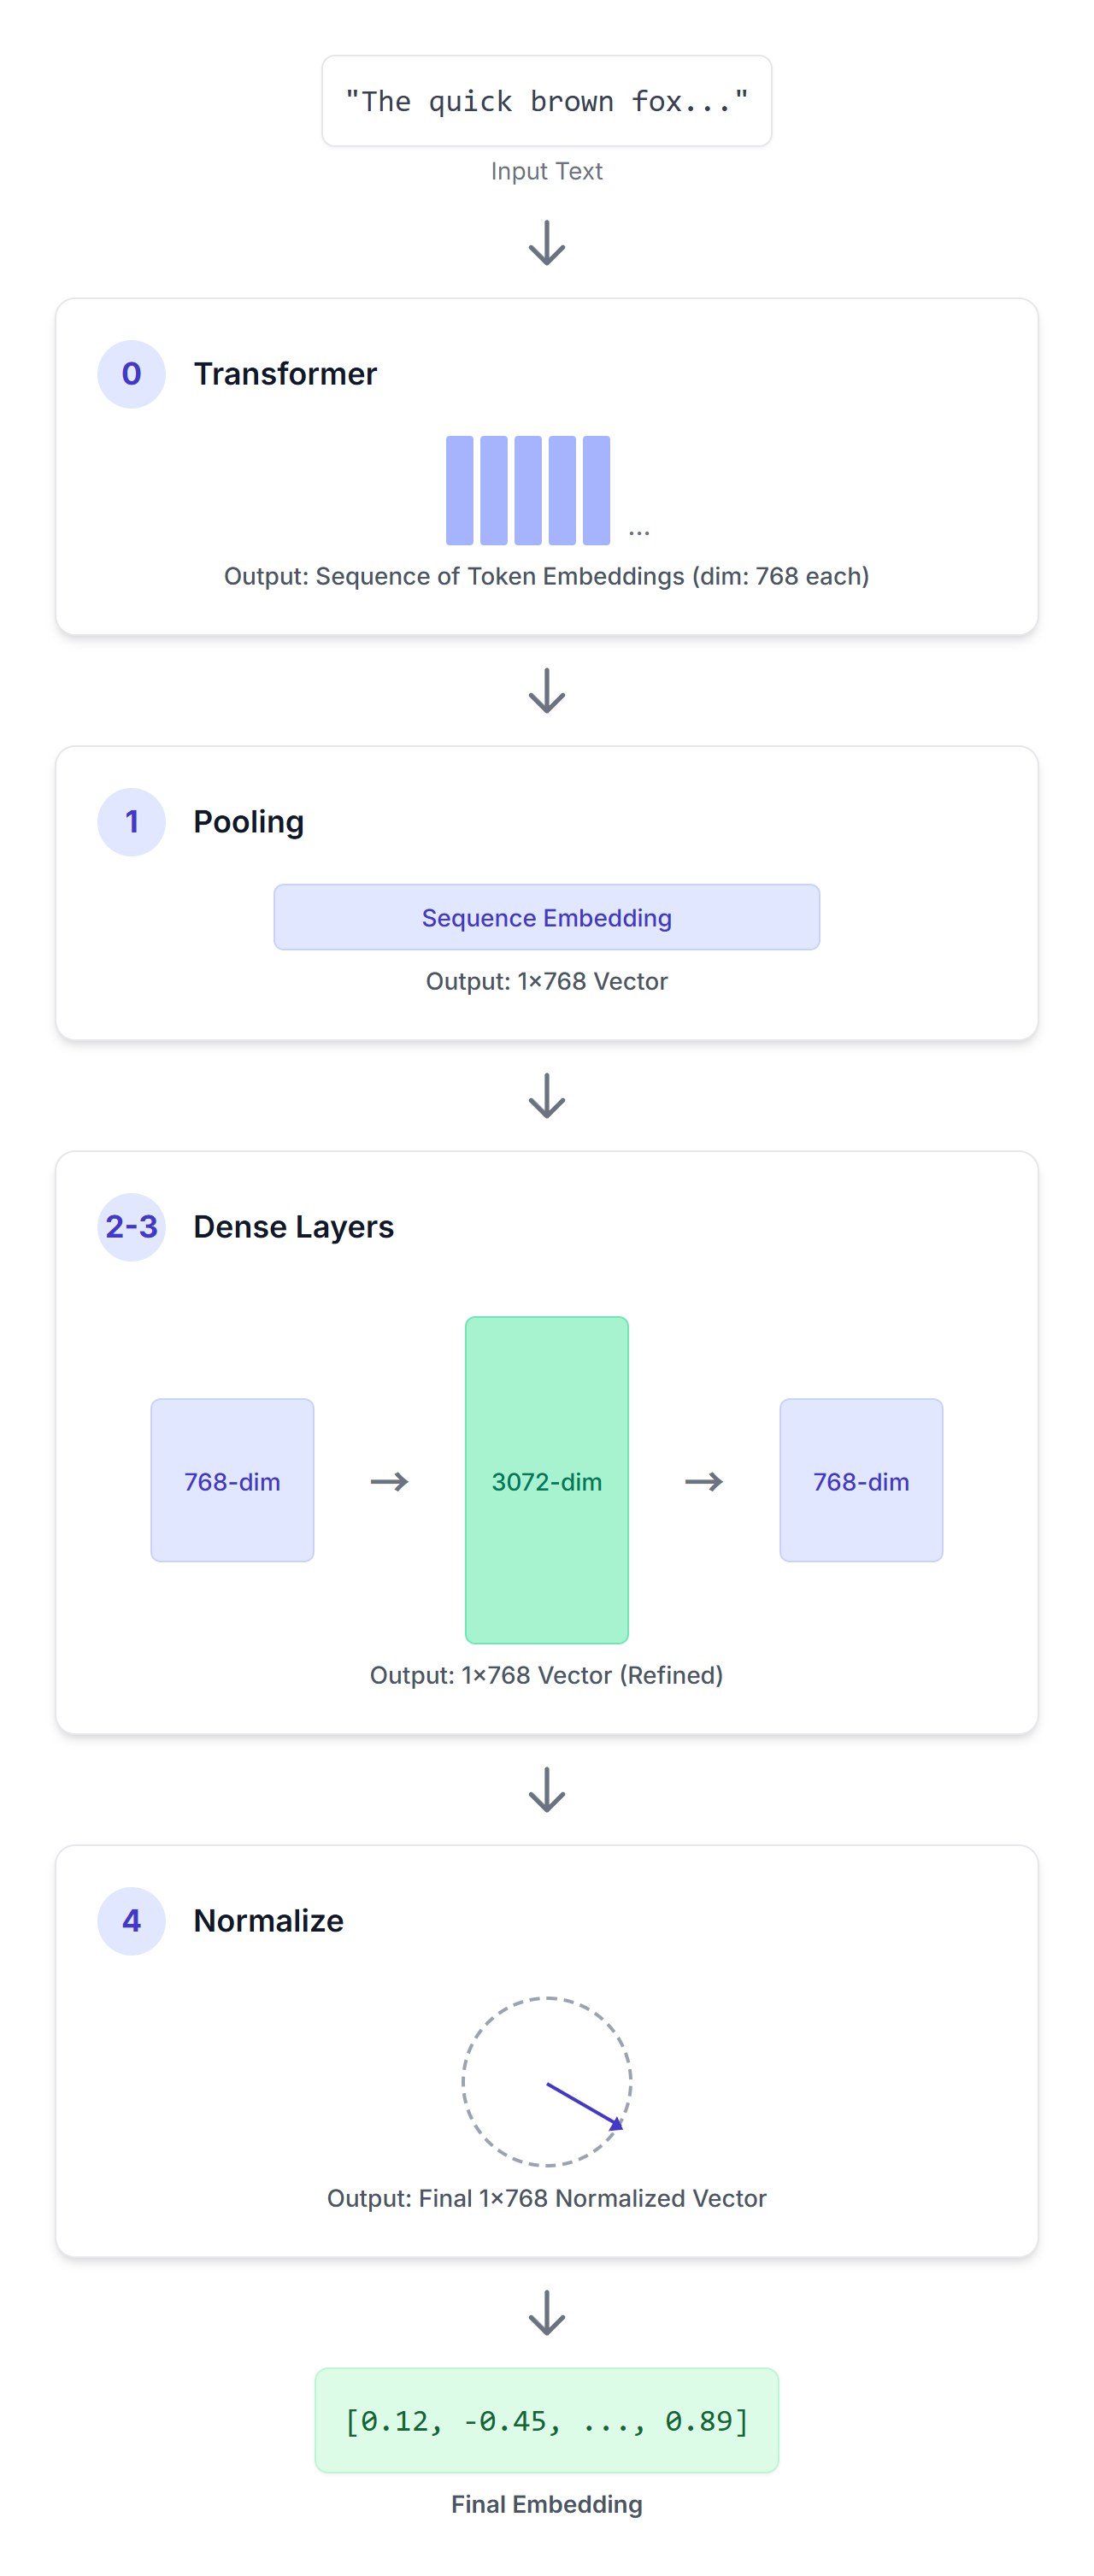 "The quick brown fox..."
Input Text
0
Transformer
...
Output: Sequence of Token Embeddings (dim: 768 each)
1
Pooling
Sequence Embedding
Output: 1×768 Vector
2-3
Dense Layers
768-dim → 3072-dim → 768-dim
Output: 1×768 Vector (Refined)
4
Normalize
Output: Final 1×768 Normalized Vector
[0.12, -0.45, ..., 0.89]
Final Embedding